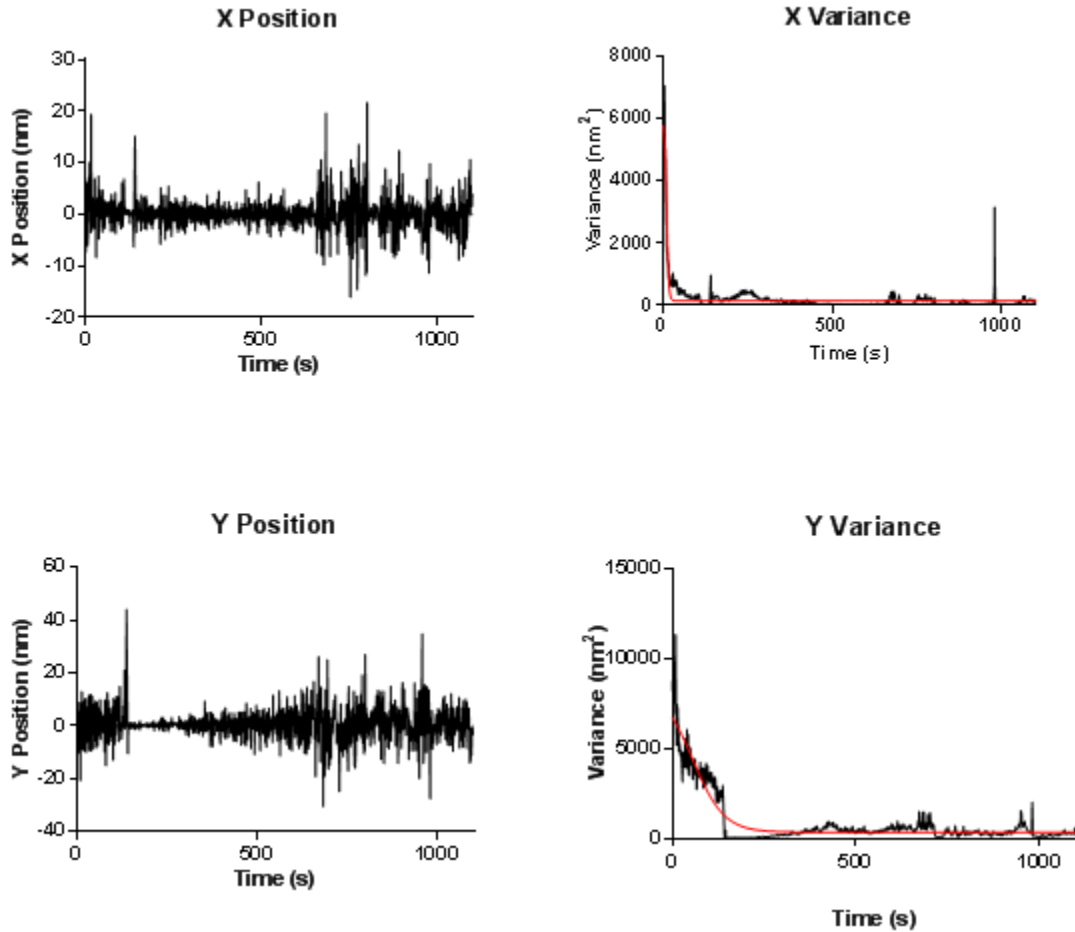 X Position
X Position (nm)
30
20
10
0
-10
-20
0
500
1000
Time (s)
X Variance
Variance (nm²)
8000
6000
4000
2000
0
0
500
1000
Time (s)
Y Position
Y Position (nm)
60
40
20
0
-20
-40
0
500
1000
Time (s)
Y Variance
Variance (nm²)
15000
10000
5000
0
0
500
1000
Time (s)